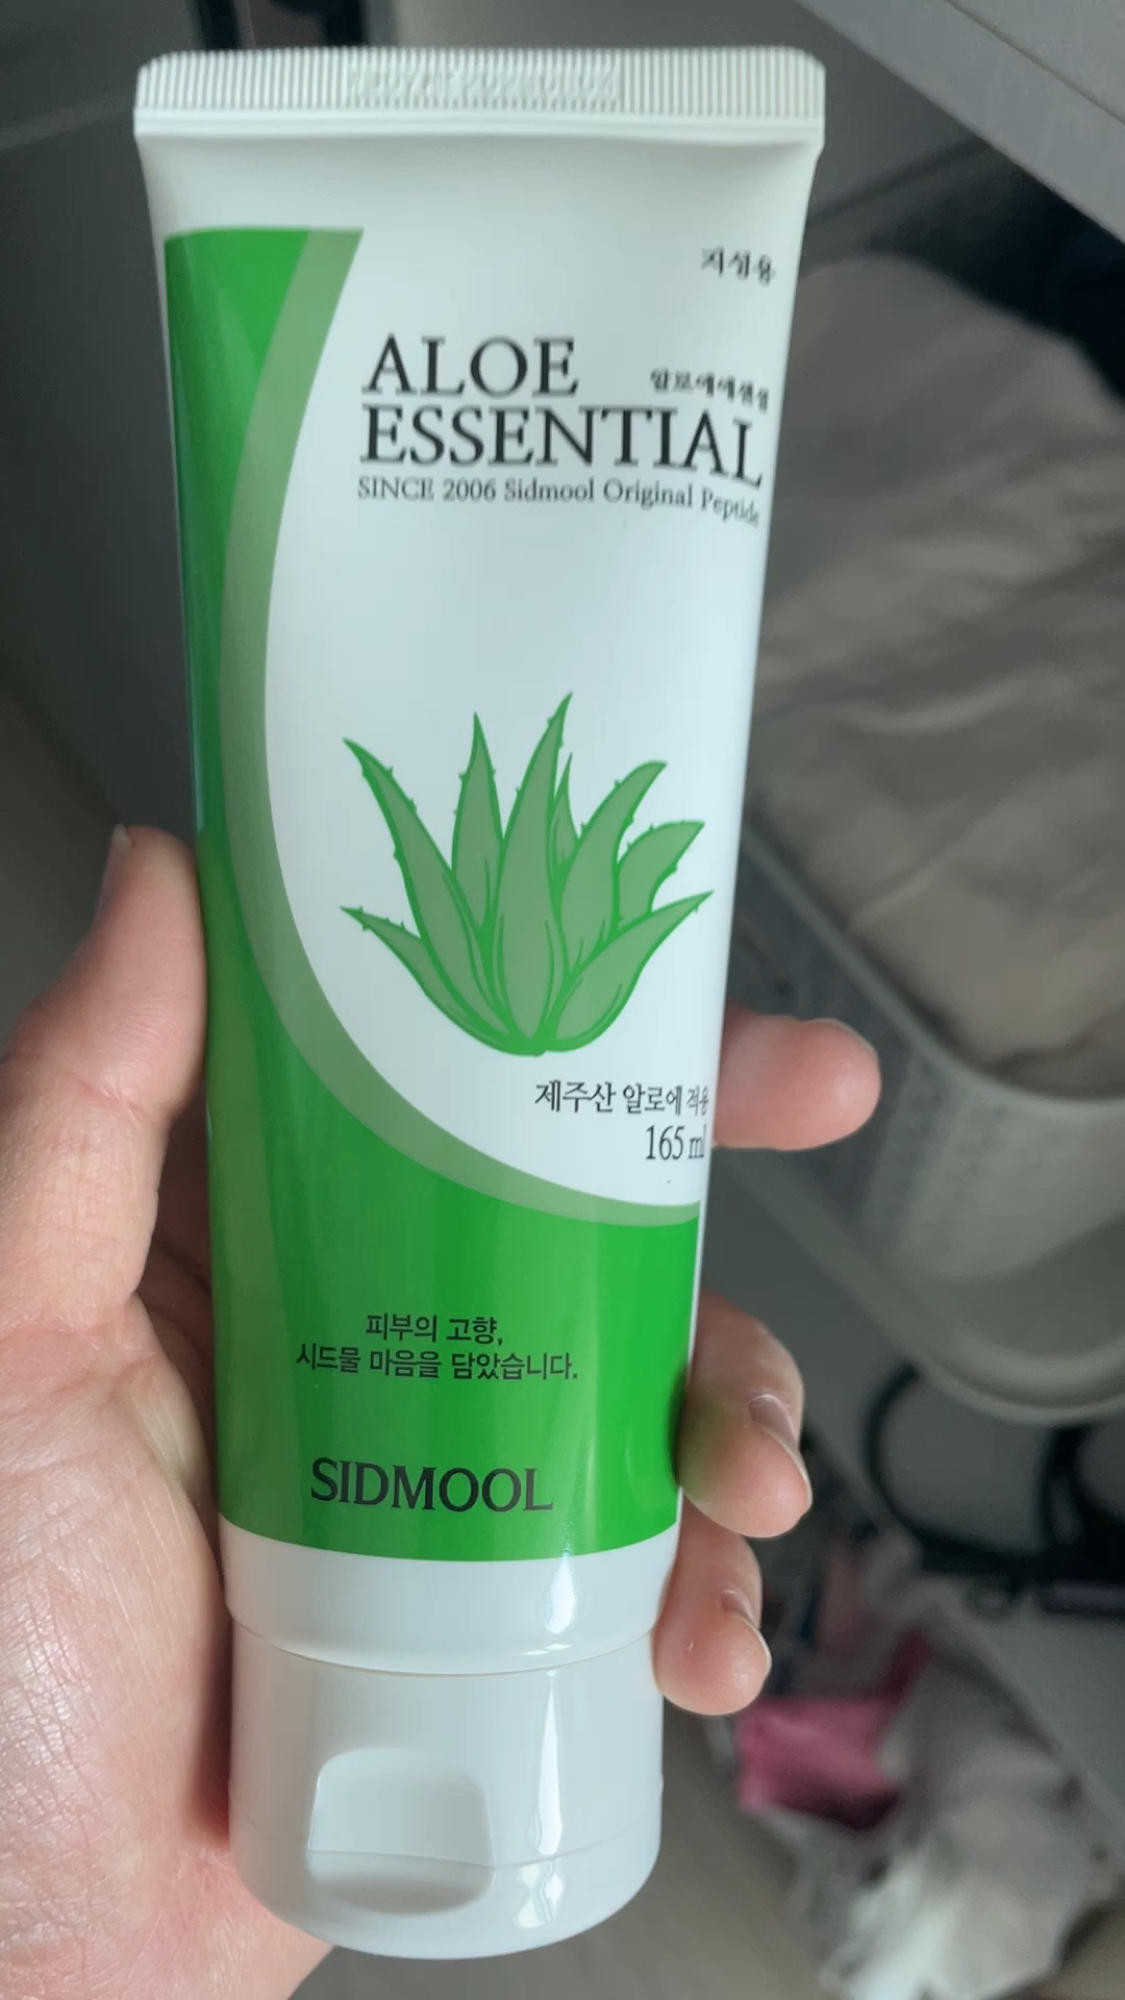 지성용
ALOE
알로에에센셜
ESSENTIAL
SINCE 2006 Sidmool Original Peptide
제주산 알로에 적용
165 ml
피부의 고향,
시드물 마음을 담았습니다.
SIDMOOL